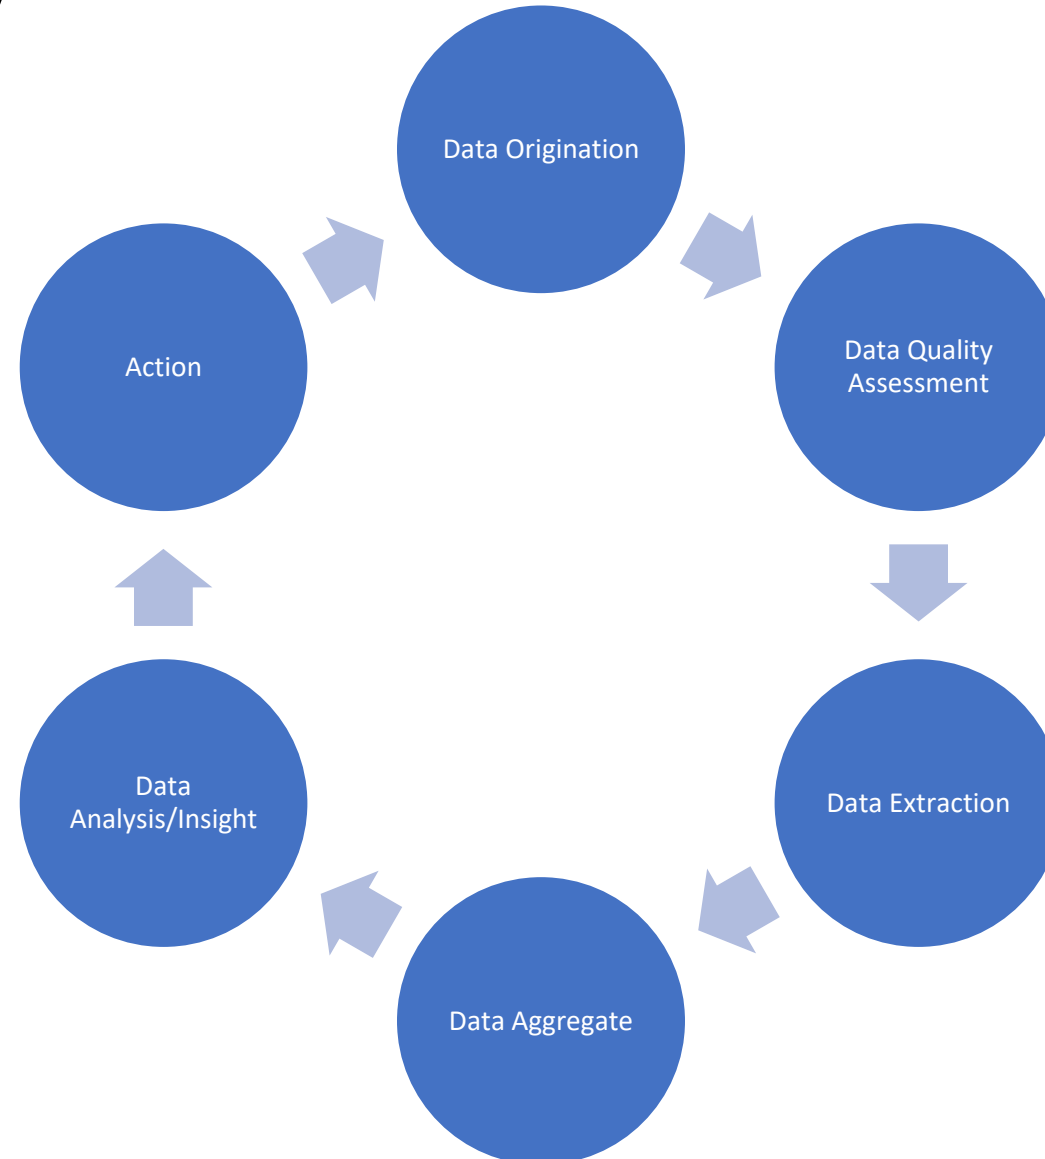 Data Origination
Data Quality
Assessment
Data Extraction
Data Aggregate
Data
Analysis/Insight
Action